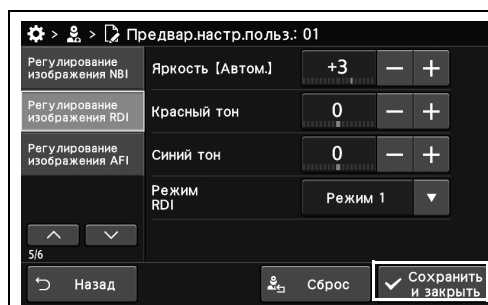 > > Предвар.настр.польз.: 01
Регулирование
изображения NBI
Яркость [Автом.]
+3
Регулирование
изображения RDI
Красный тон
0
Регулирование
изображения AFI
Синий тон
0
Режим
RDI
Режим 1
5/6
Назад
Сброс
Сохранить
и закрыть